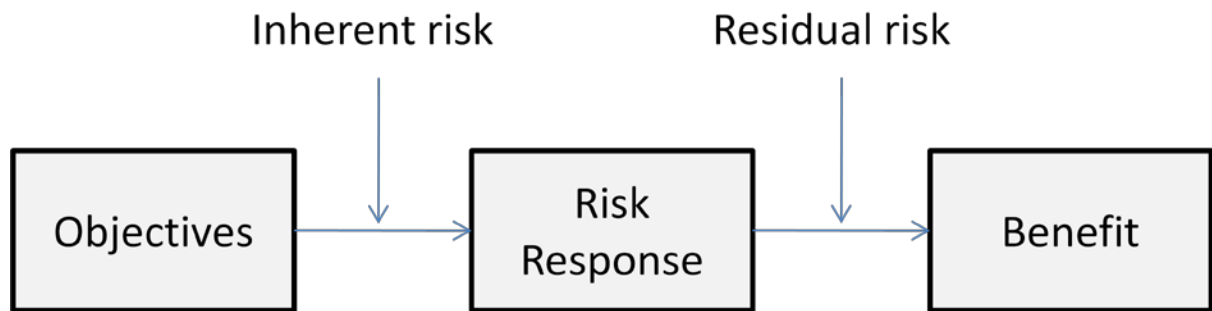 Inherent risk
Residual risk
Objectives
Risk
Response
Benefit